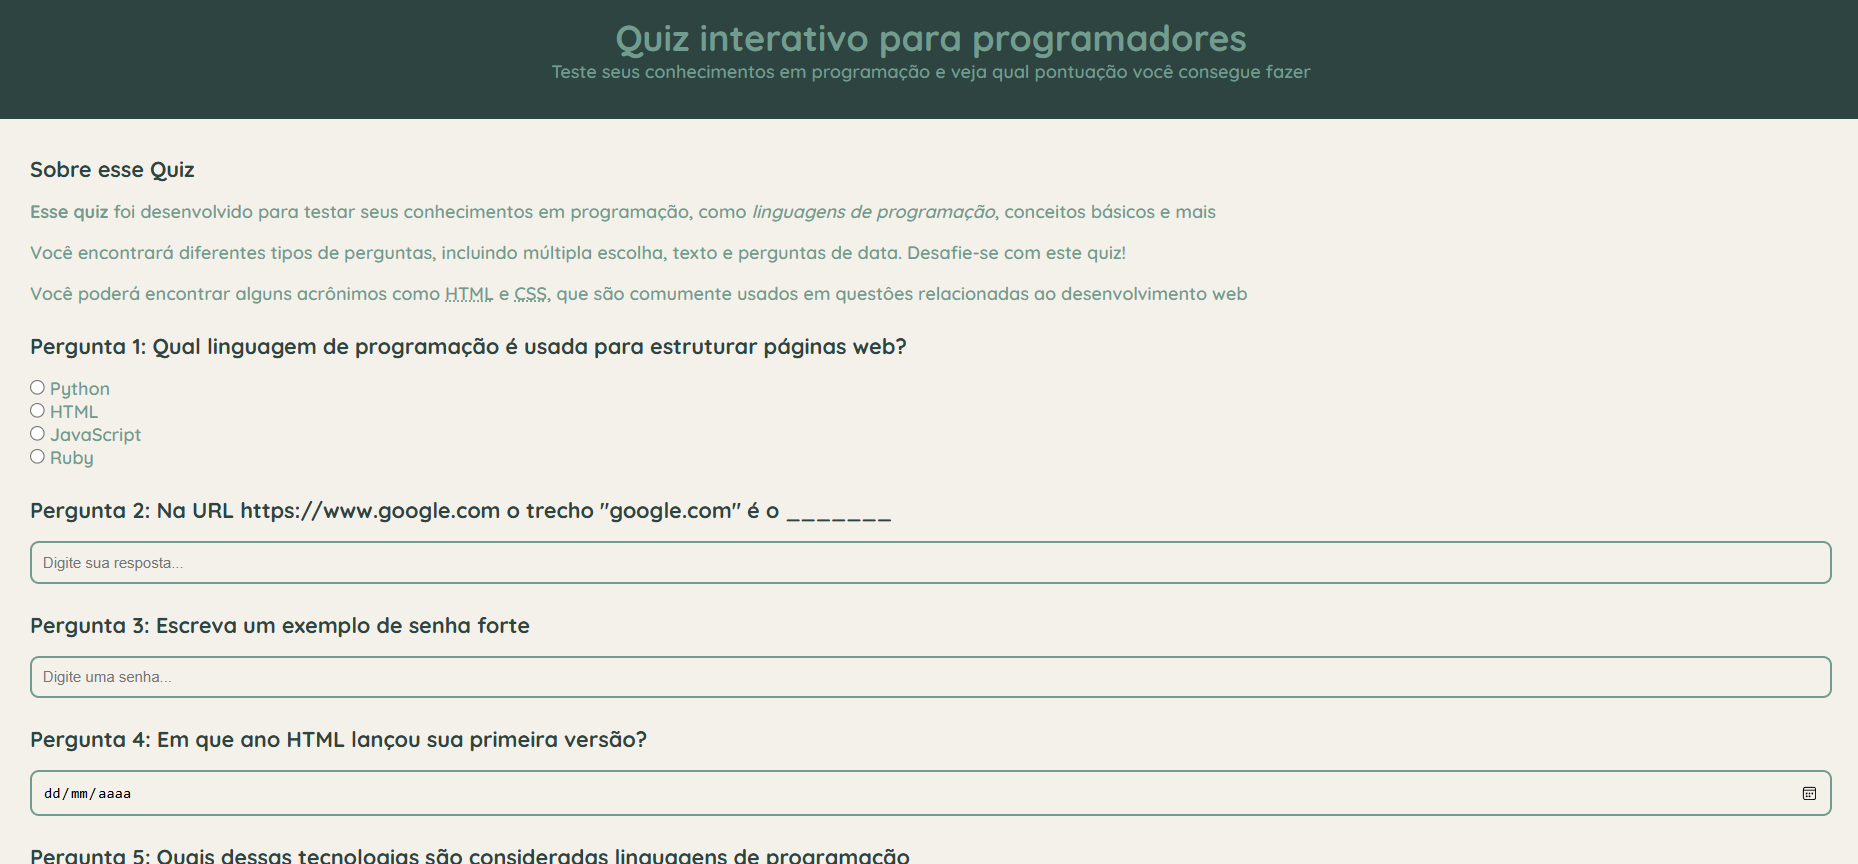 Quiz interativo para programadores
Teste seus conhecimentos em programação e veja qual pontuação você consegue fazer
Sobre esse Quiz
Esse quiz foi desenvolvido para testar seus conhecimentos em programação, como linguagens de programação, conceitos básicos e mais
Você encontrará diferentes tipos de perguntas, incluindo múltipla escolha, texto e perguntas de data. Desafie-se com este quiz!
Você poderá encontrar alguns acrônimos como HTML e CSS, que são comumente usados em questôes relacionadas ao desenvolvimento web
Pergunta 1: Qual linguagem de programação é usada para estruturar páginas web?
Python
HTML
JavaScript
Ruby
Pergunta 2: Na URL https://www.google.com o trecho "google.com" é o _______
Digite sua resposta...
Pergunta 3: Escreva um exemplo de senha forte
Digite uma senha...
Pergunta 4: Em que ano HTML lançou sua primeira versão?
dd/mm/aaaa
Pergunta 5: Quais dessas tecnologias são consideradas linguagens de programação